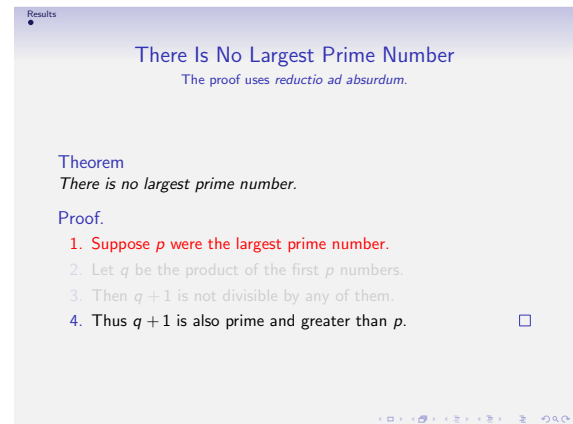 Results
There Is No Largest Prime Number
The proof uses reductio ad absurdum.
Theorem
There is no largest prime number.
Proof.
1. Suppose p were the largest prime number.
2. Let q be the product of the first p numbers.
3. Then q + 1 is not divisible by any of them.
4. Thus q + 1 is also prime and greater than p.